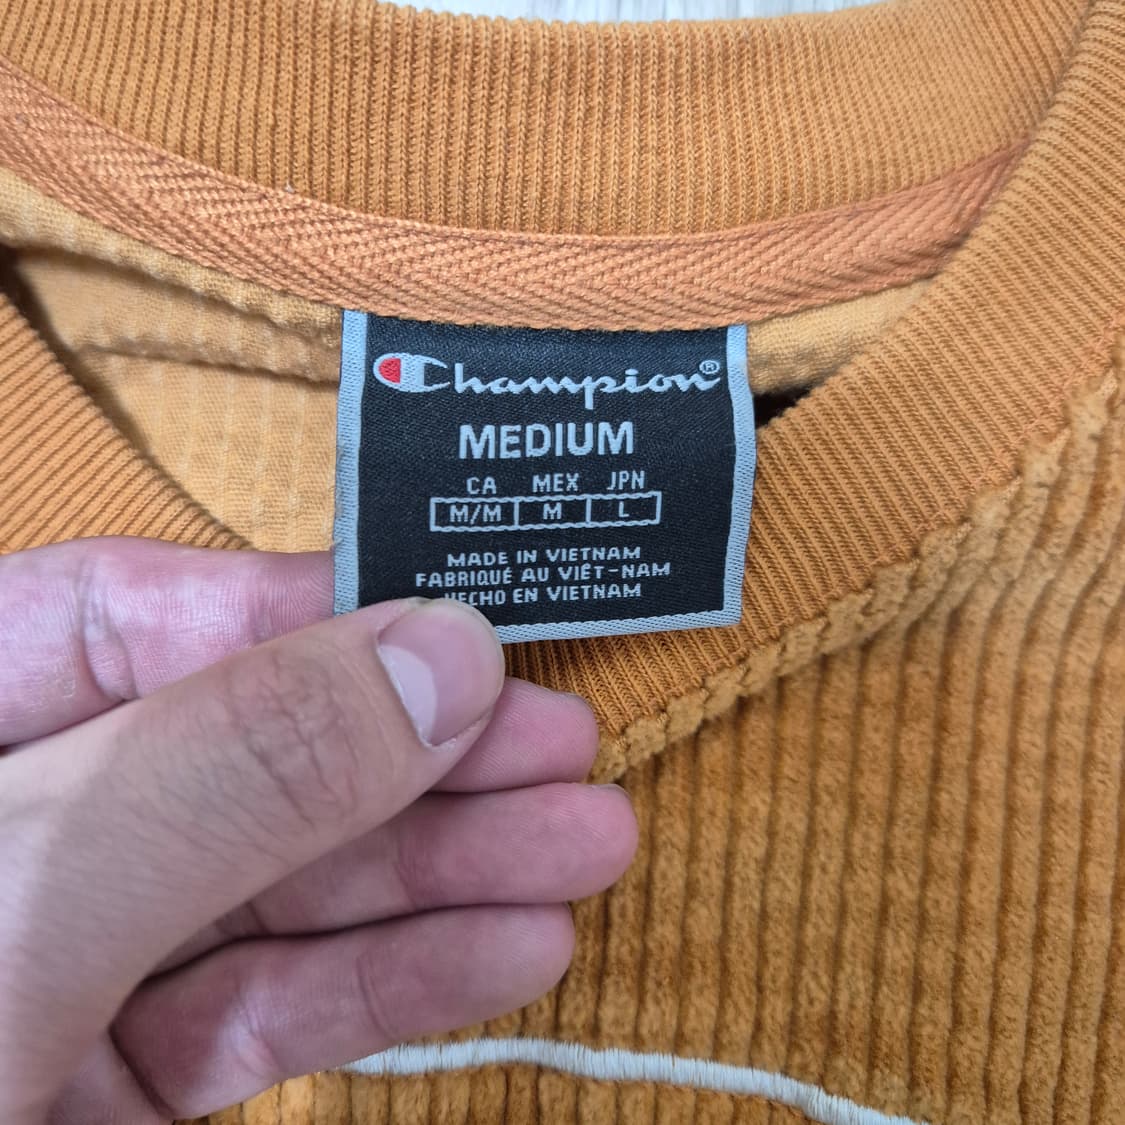 Champion®
MEDIUM
CA MEX JPN
M/M M L
MADE IN VIETNAM
FABRIQUÉ AU VIÊT-NAM
HECHO EN VIETNAM